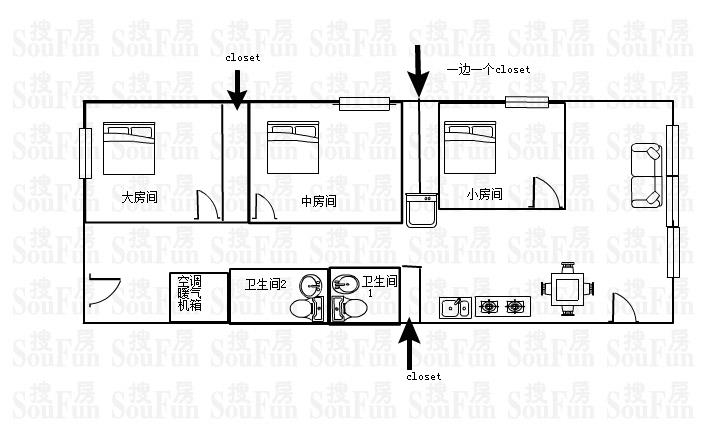 closet
一边一个closet
大房间
中房间
小房间
空调
暖气
机箱
卫生间2
卫生间
1
closet
搜房
SouFun